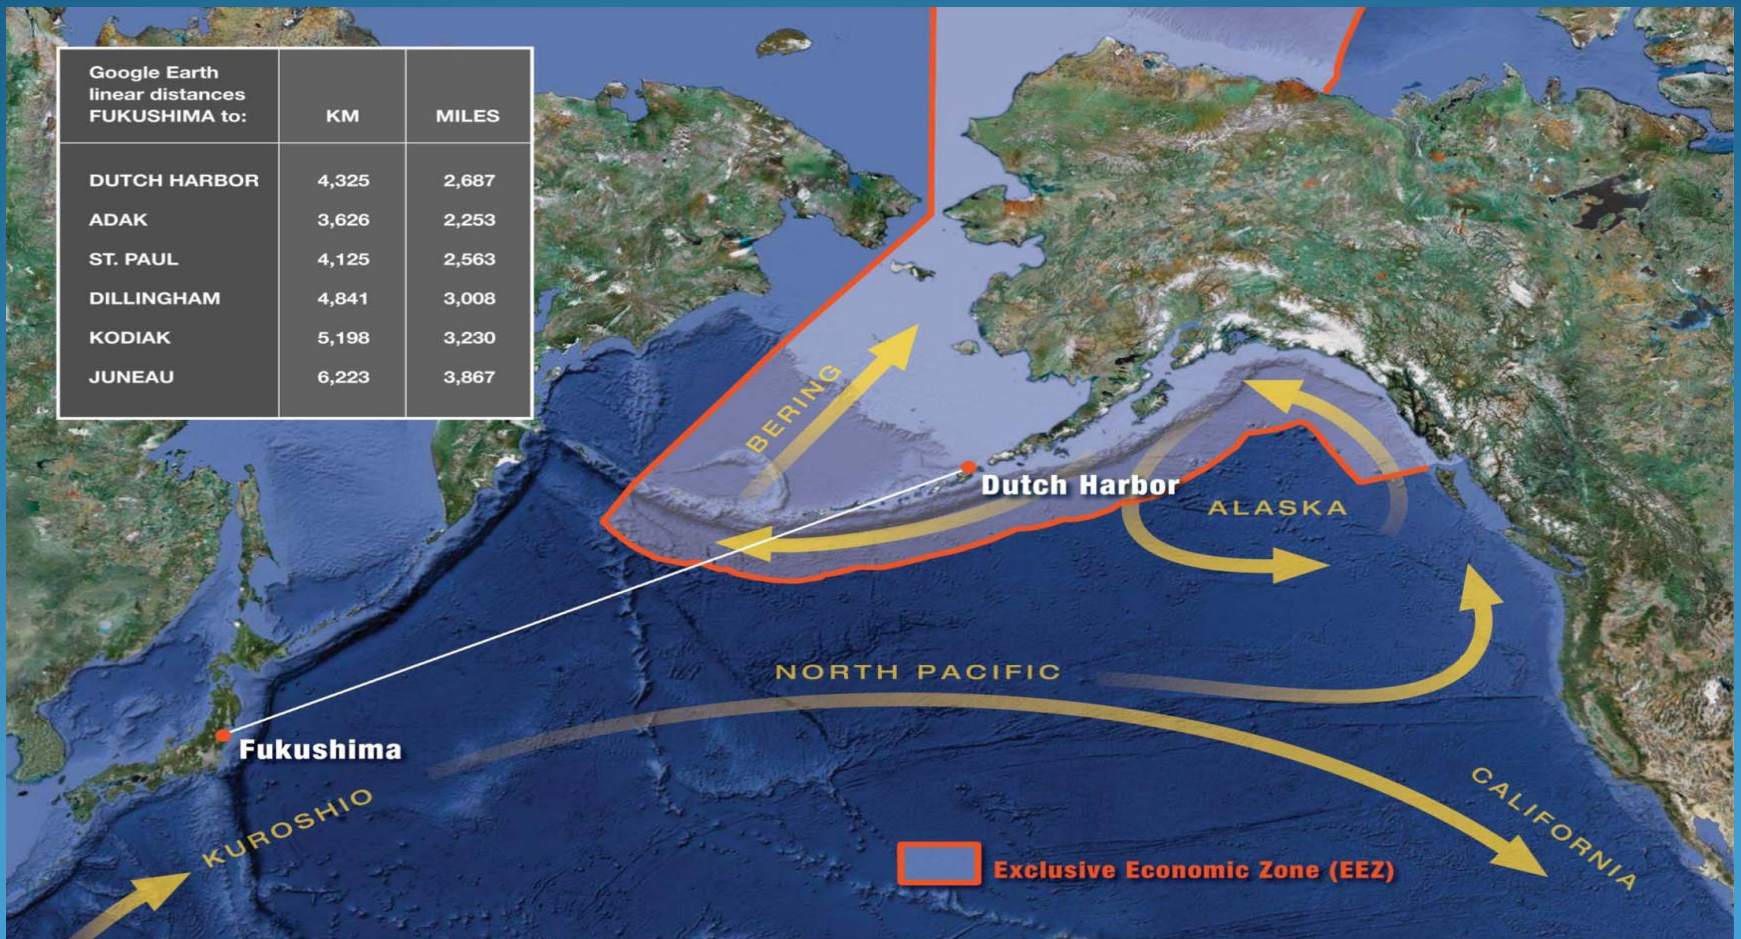 Google Earth
linear distances
FUKUSHIMA to: KM MILES
DUTCH HARBOR 4,325 2,687
ADAK 3,626 2,253
ST. PAUL 4,125 2,563
DILLINGHAM 4,841 3,008
KODIAK 5,198 3,230
JUNEAU 6,223 3,867
BERING
Dutch Harbor
ALASKA
NORTH PACIFIC
Fukushima
KUROSHIO
CALIFORNIA
Exclusive Economic Zone (EEZ)